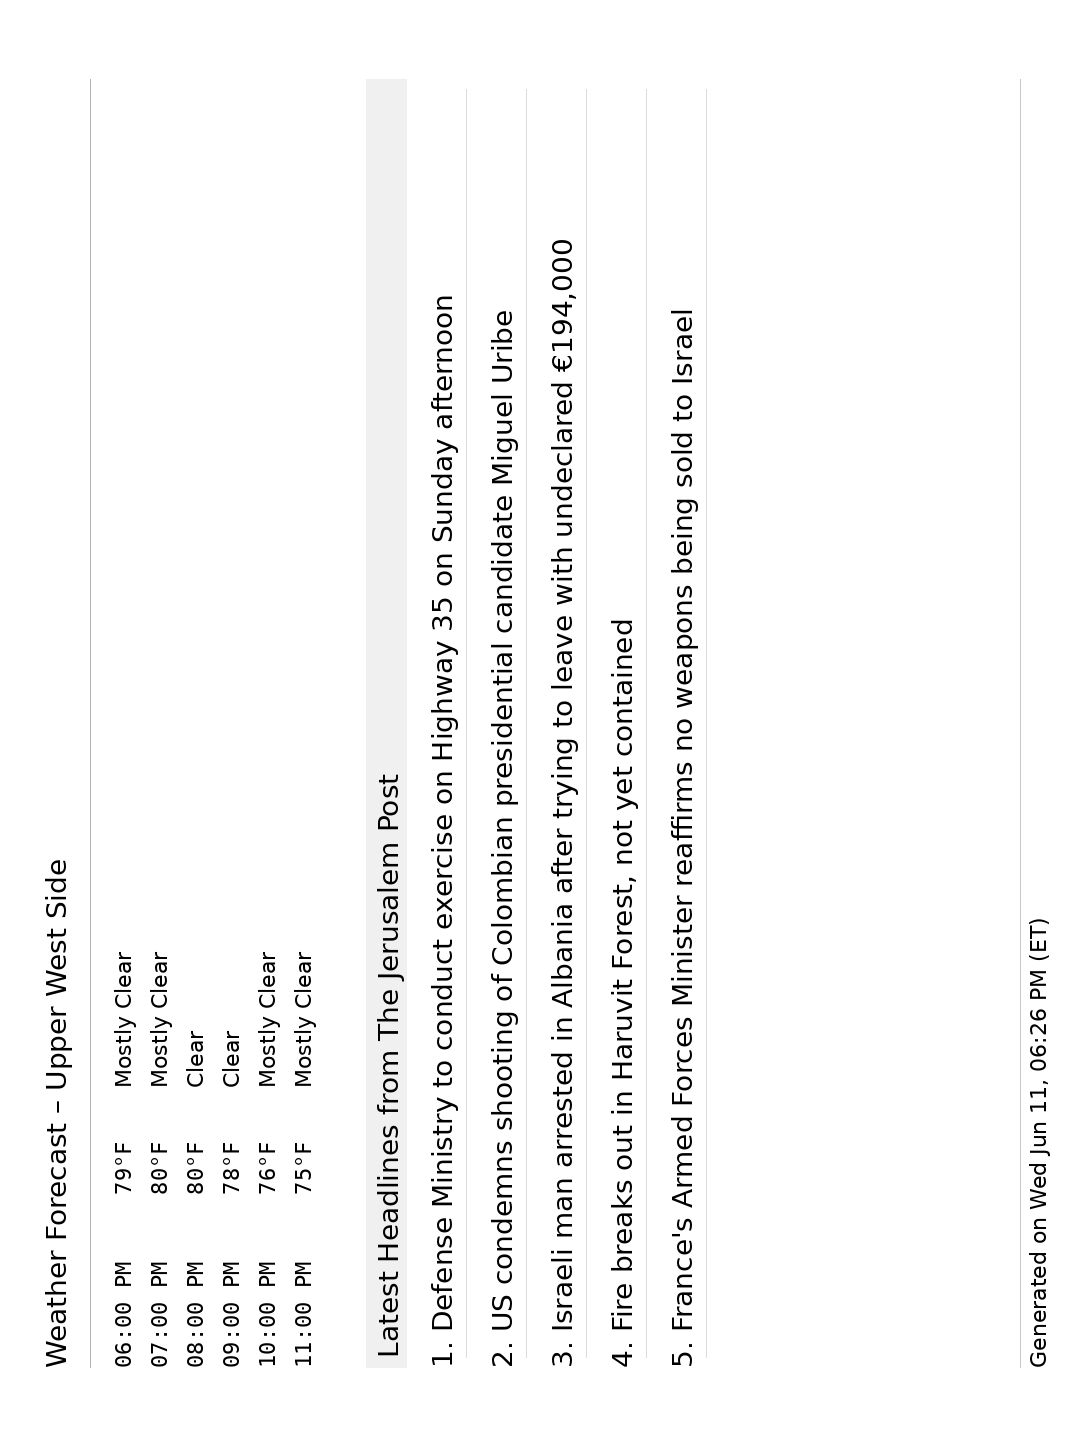 Weather Forecast – Upper West Side
06:00 PM 79°F Mostly Clear
07:00 PM 80°F Mostly Clear
08:00 PM 80°F Clear
09:00 PM 78°F Clear
10:00 PM 76°F Mostly Clear
11:00 PM 75°F Mostly Clear
Latest Headlines from The Jerusalem Post
1. Defense Ministry to conduct exercise on Highway 35 on Sunday afternoon
2. US condemns shooting of Colombian presidential candidate Miguel Uribe
3. Israeli man arrested in Albania after trying to leave with undeclared €194,000
4. Fire breaks out in Haruvit Forest, not yet contained
5. France's Armed Forces Minister reaffirms no weapons being sold to Israel
Generated on Wed Jun 11, 06:26 PM (ET)